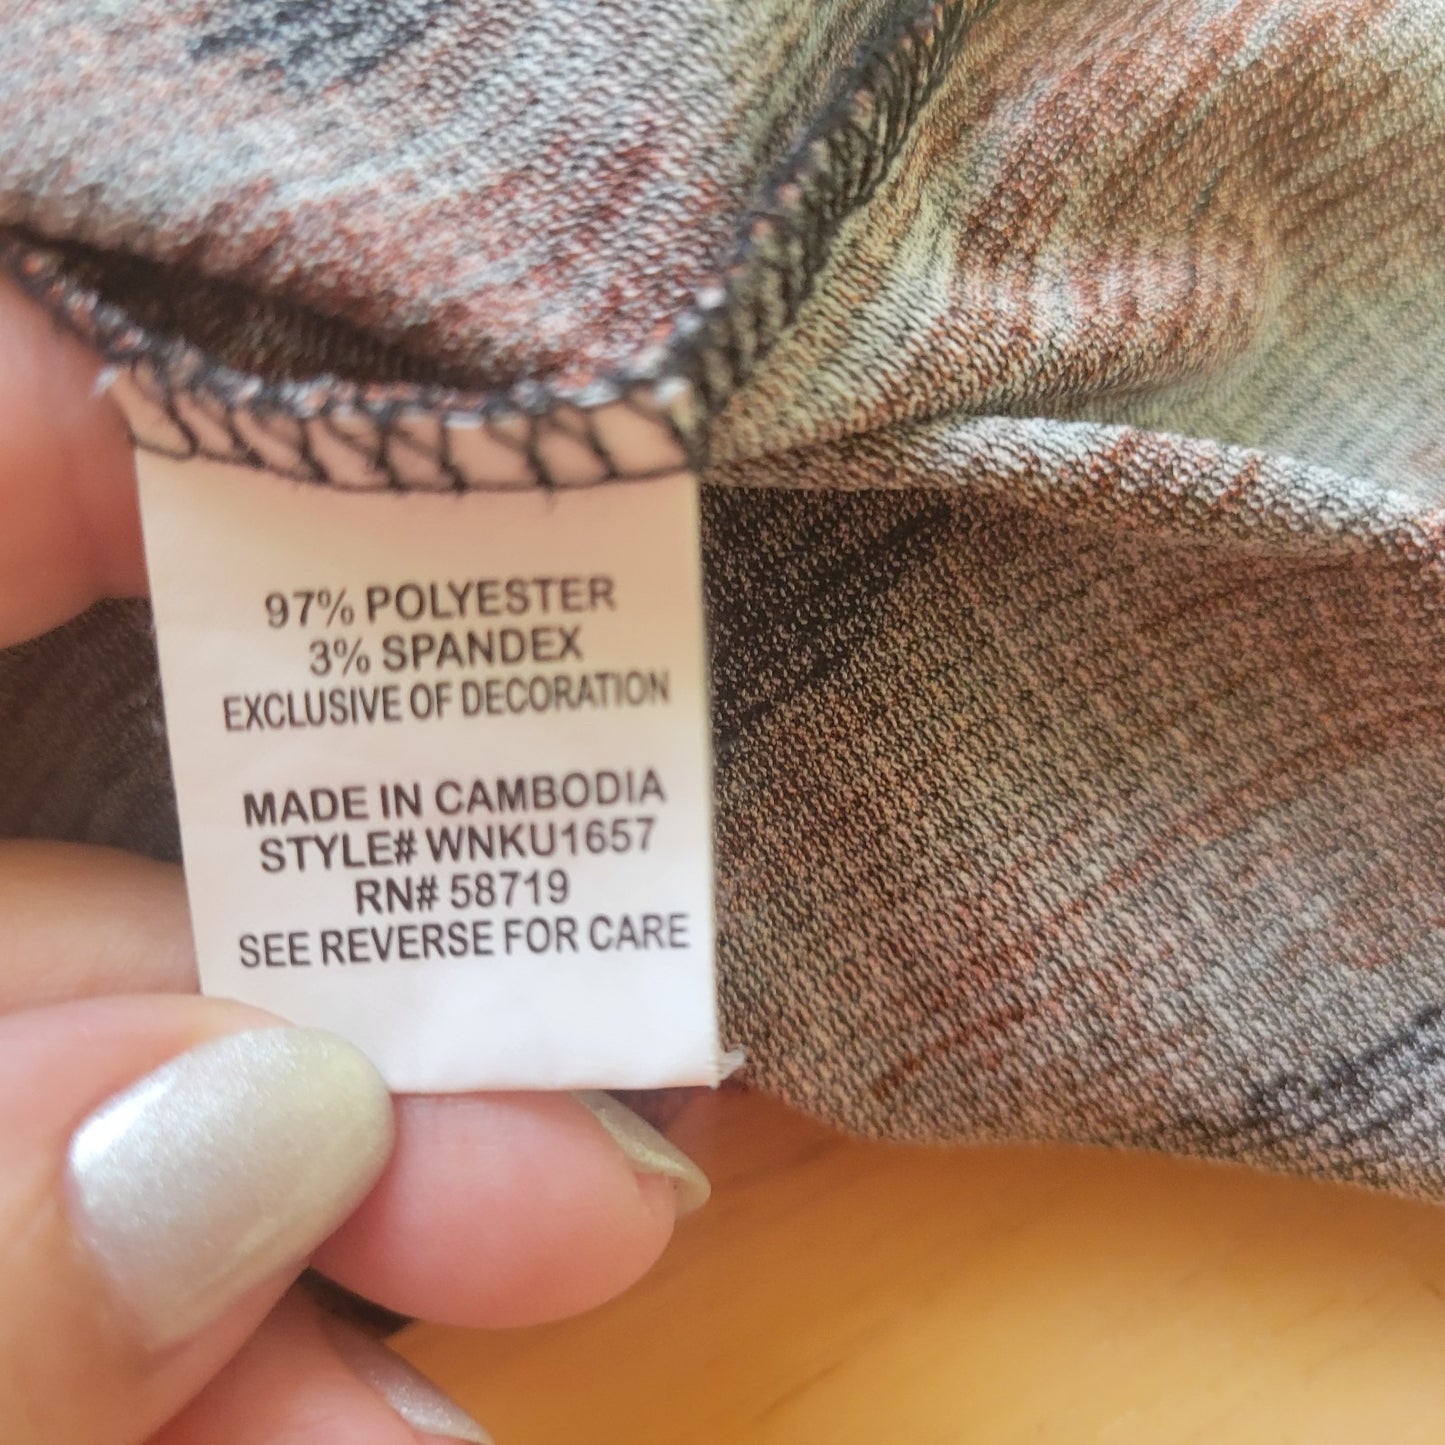 97% POLYESTER
3% SPANDEX
EXCLUSIVE OF DECORATION
MADE IN CAMBODIA
STYLE# WNKU1657
RN# 58719
SEE REVERSE FOR CARE